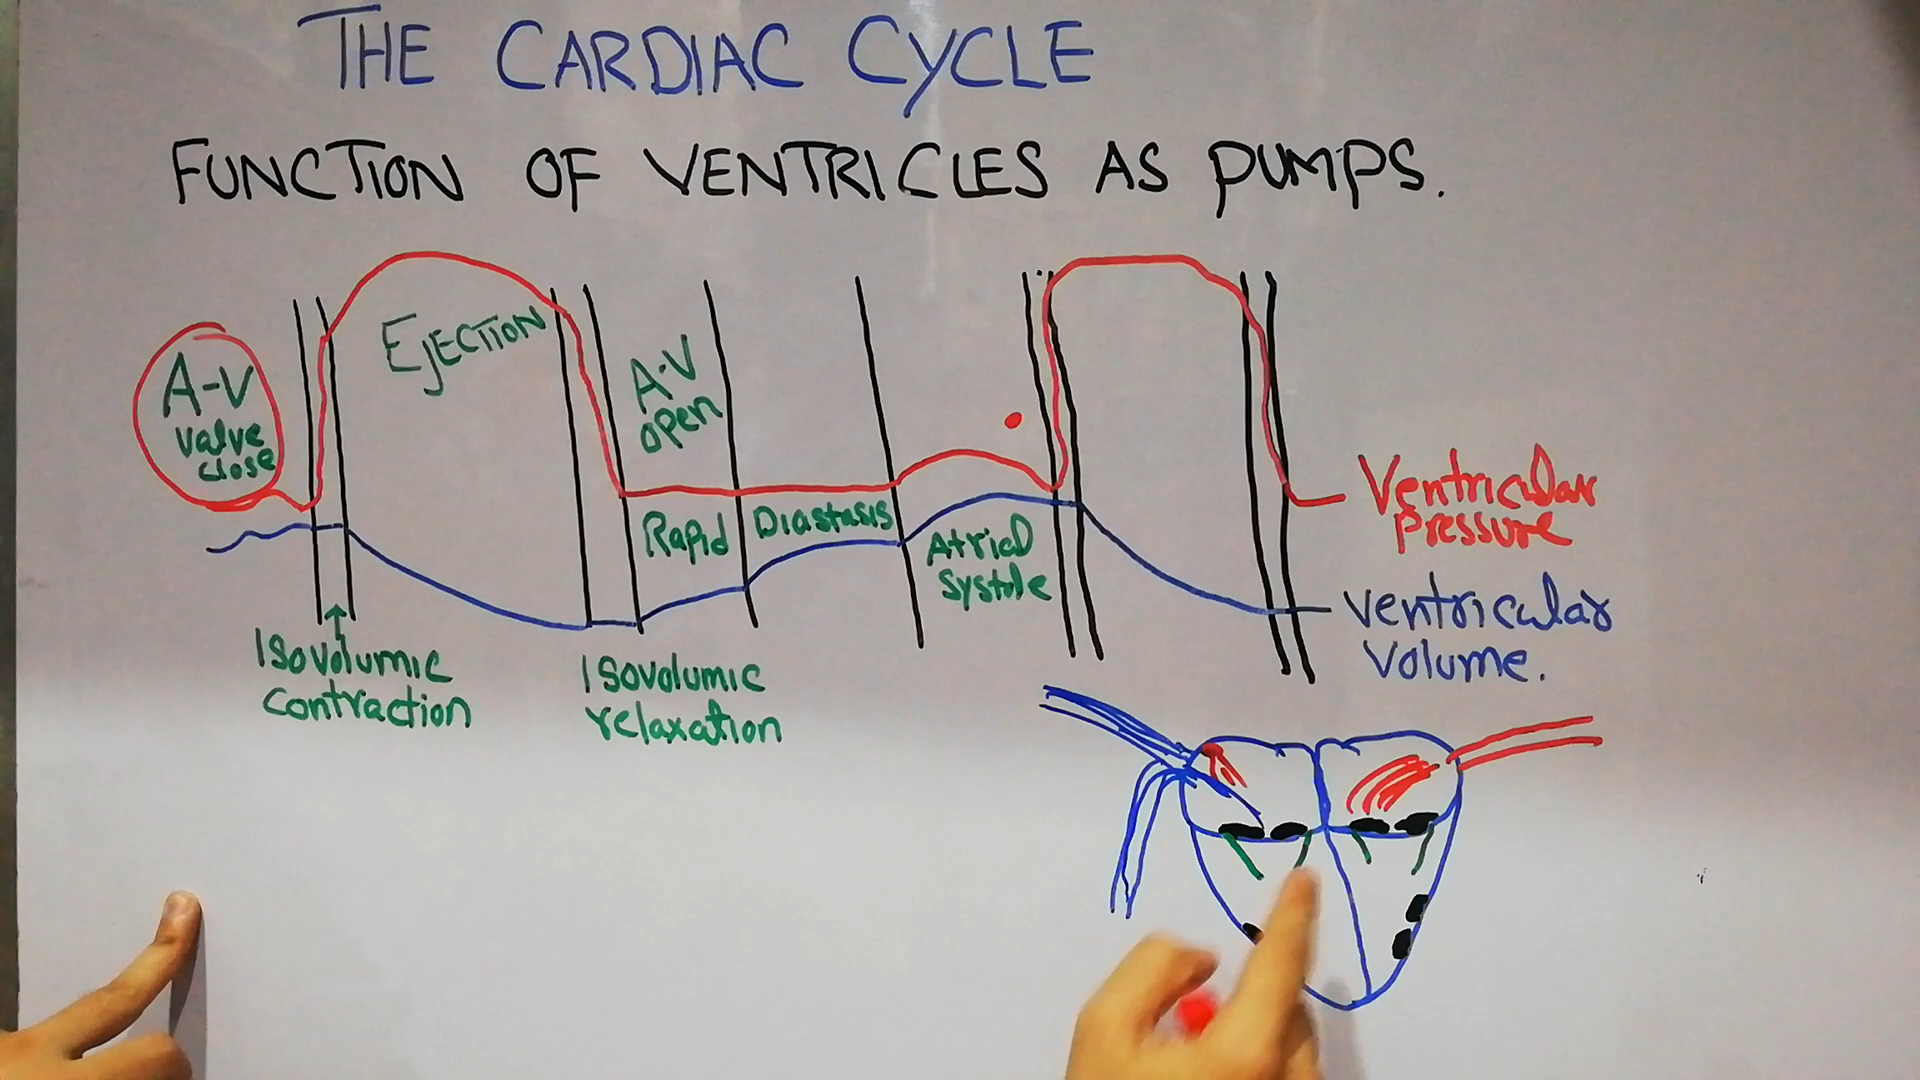 THE CARDIAC CYCLE
FUNCTION OF VENTRICLES AS PUMPS.
A-V
valve
close
EJECTION
A-V
open
Rapid
Diastasis
Atrial
systole
Ventricular
Pressure
Ventricular
Volume.
Isovolumic
contraction
Isovolumic
relaxation